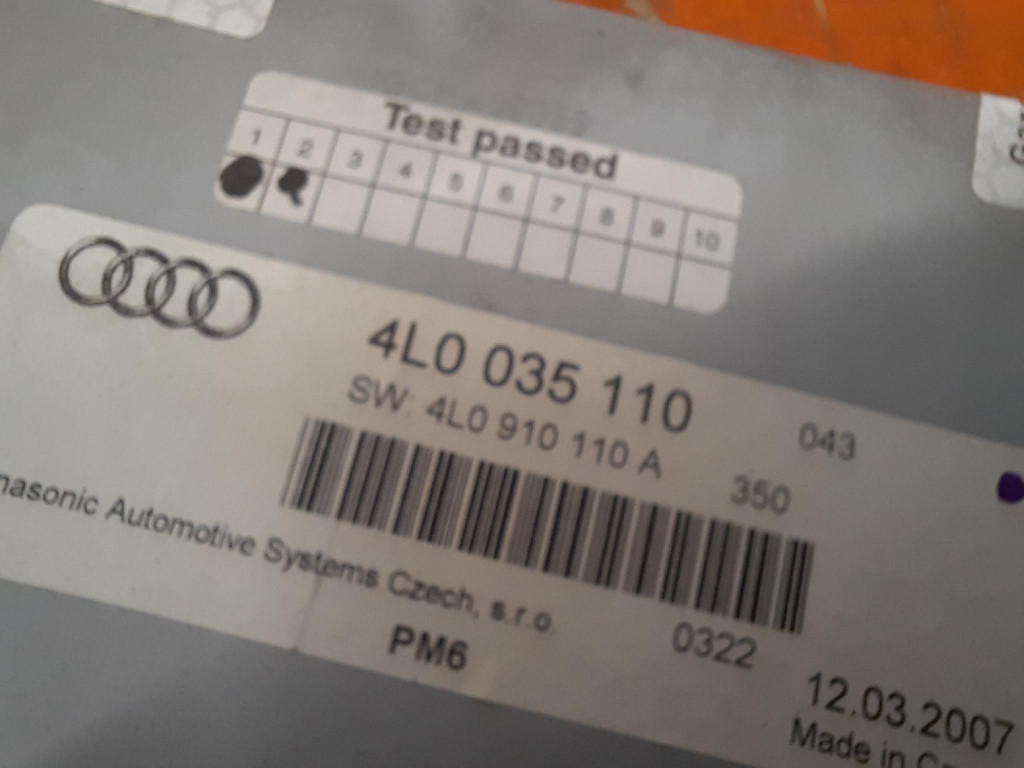 Test passed
1 2 3 4 5 6 7 8 9 10
4L0 035 110
043
SW: 4L0 910 110 A
350
Automotive Systems Czech, s.r.o.
0322
PM6
12.03.2007
Made in